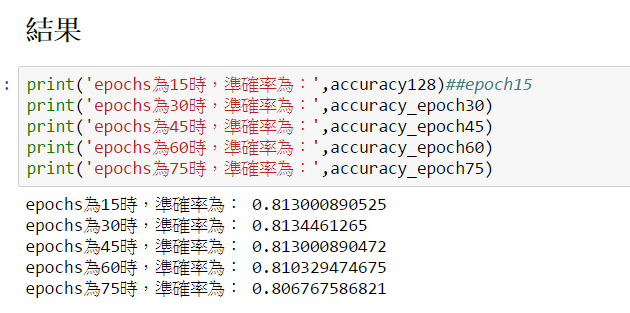 結果
print('epochs為15時，準確率為：',accuracy128)##epoch15
print('epochs為30時，準確率為：',accuracy_epoch30)
print('epochs為45時，準確率為：',accuracy_epoch45)
print('epochs為60時，準確率為：',accuracy_epoch60)
print('epochs為75時，準確率為：',accuracy_epoch75)
epochs為15時，準確率為： 0.813000890525
epochs為30時，準確率為： 0.8134461265
epochs為45時，準確率為： 0.813000890472
epochs為60時，準確率為： 0.810329474675
epochs為75時，準確率為： 0.806767586821